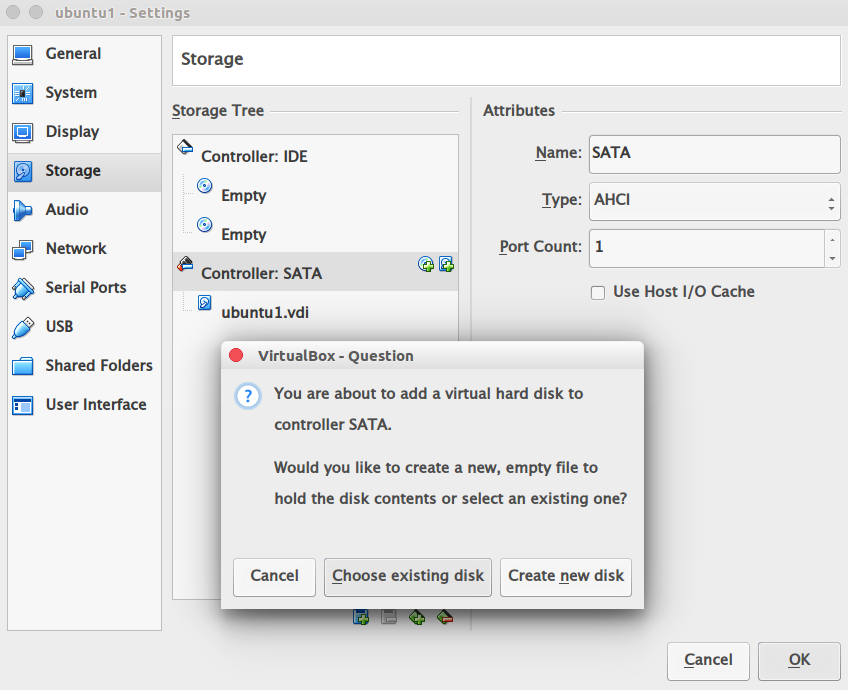 ubuntu1 - Settings
General
System
Display
Storage
Audio
Network
Serial Ports
USB
Shared Folders
User Interface
Storage
Storage Tree
Controller: IDE
Empty
Empty
Controller: SATA
ubuntu1.vdi
Attributes
Name: SATA
Type: AHCI
Port Count: 1
Use Host I/O Cache
VirtualBox - Question
?
You are about to add a virtual hard disk to
controller SATA.
Would you like to create a new, empty file to
hold the disk contents or select an existing one?
Cancel Choose existing disk Create new disk
Cancel OK